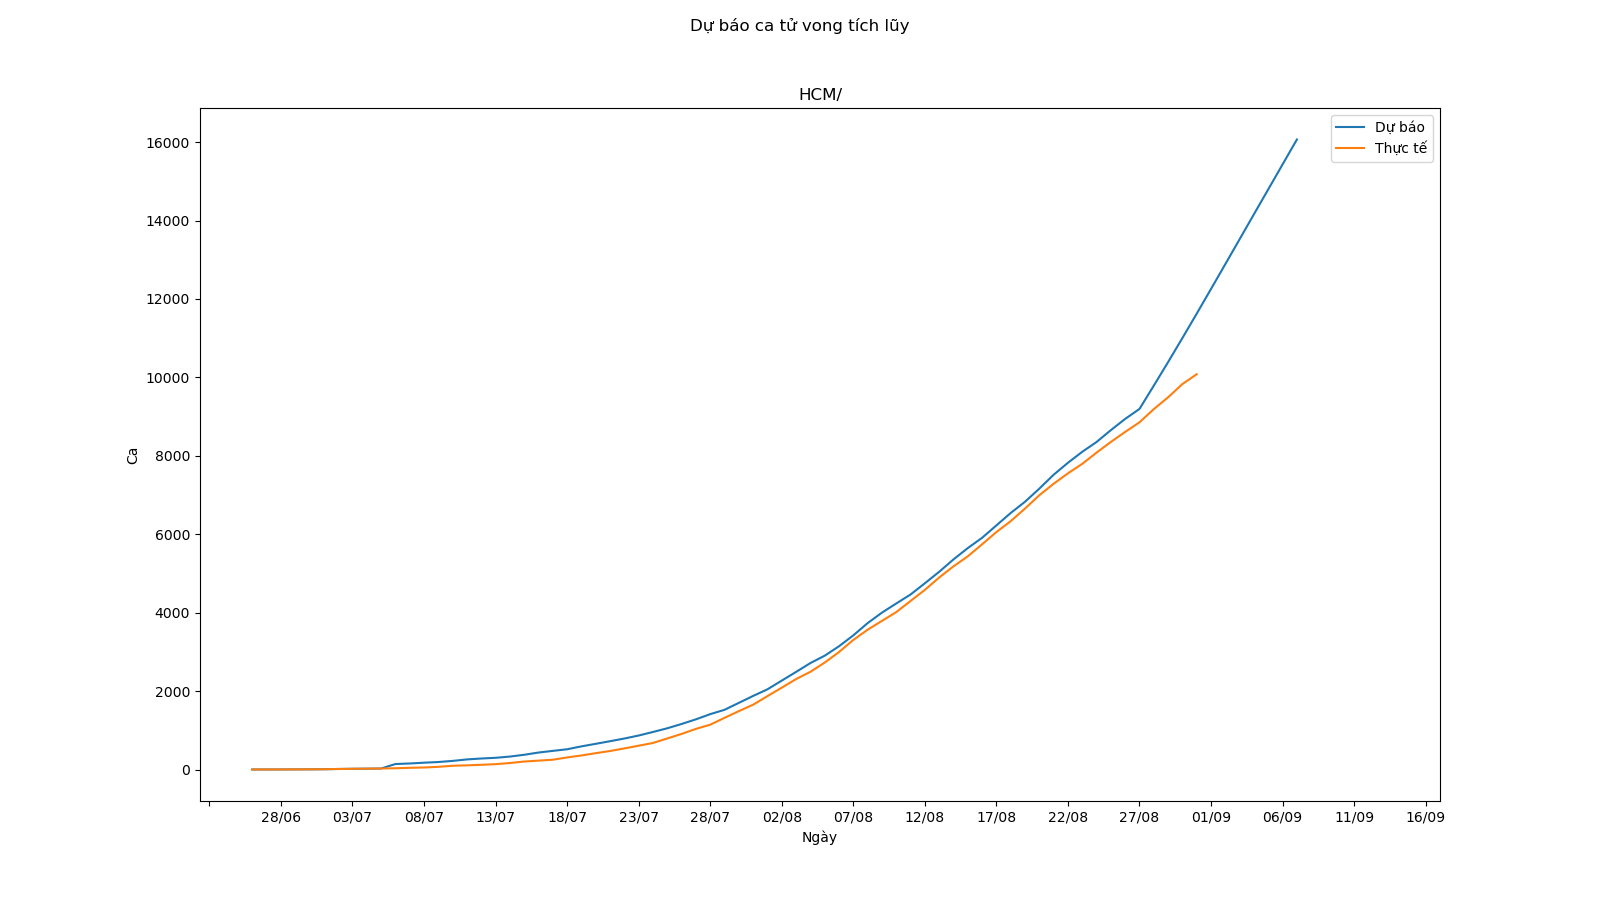 Dự báo ca tử vong tích lũy
HCM/
Dự báo
Thực tế
16000
14000
12000
10000
8000
6000
4000
2000
0
Ca
28/06 03/07 08/07 13/07 18/07 23/07 28/07 02/08 07/08 12/08 17/08 22/08 27/08 01/09 06/09 11/09 16/09
Ngày